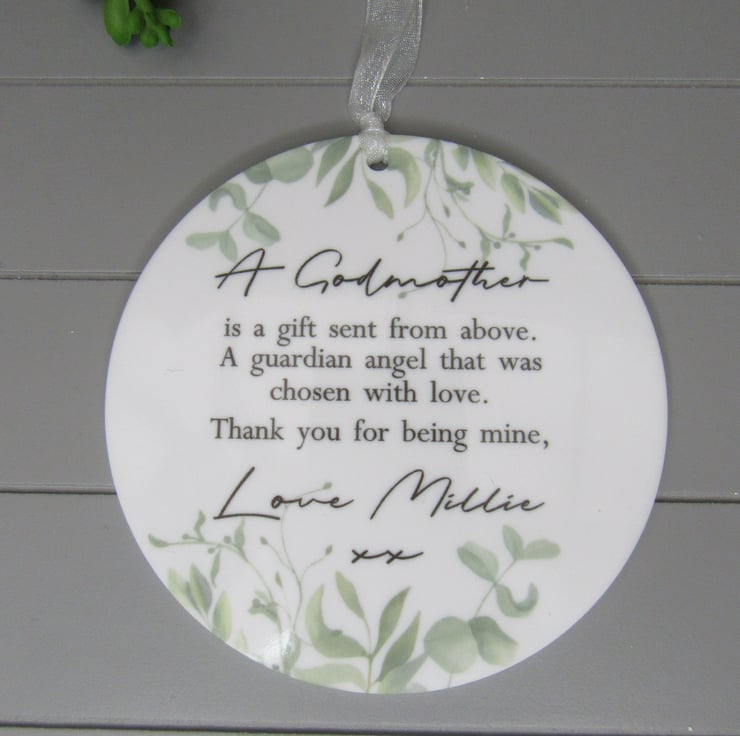 A Godmother
is a gift sent from above.
A guardian angel that was
chosen with love.
Thank you for being mine,
Love Millie
xx